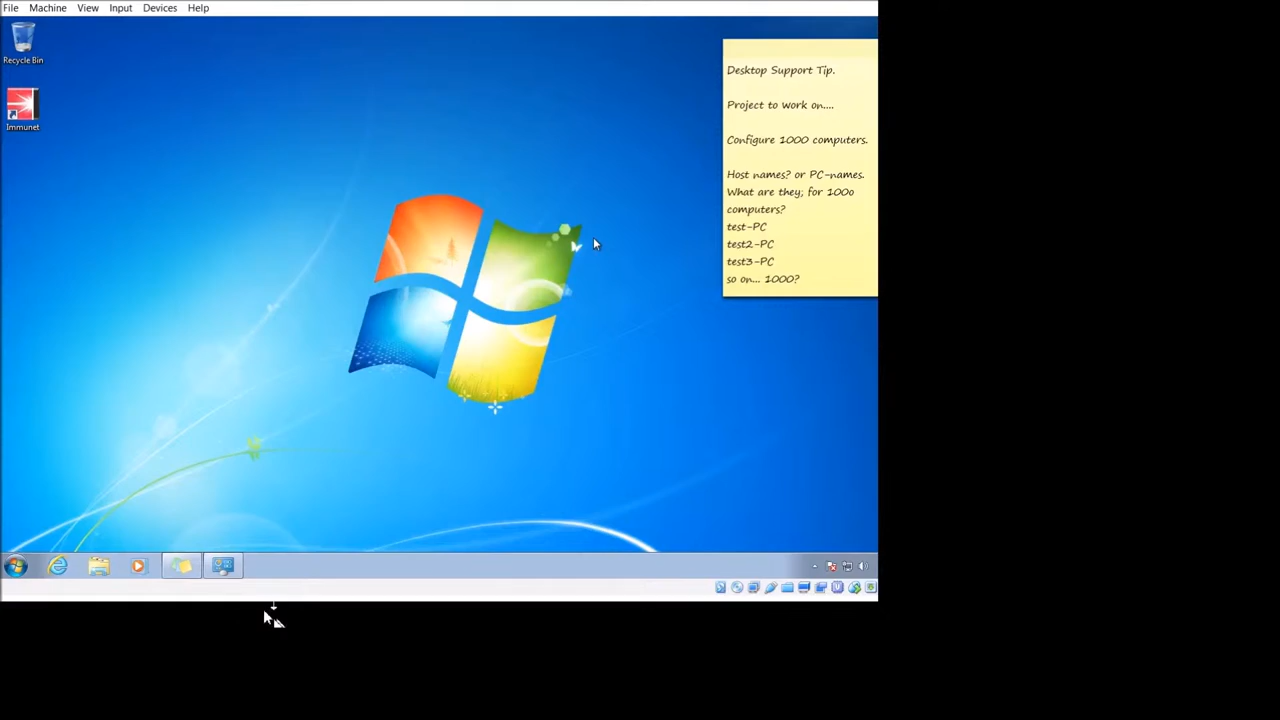 File Machine View Input Devices Help
Recycle Bin
Immunet
Desktop Support Tip.
Project to work on....
Configure 1000 computers.
Host names? or PC-names.
What are they; for 100o
computers?
test-PC
test2-PC
test3-PC
so on... 1000?